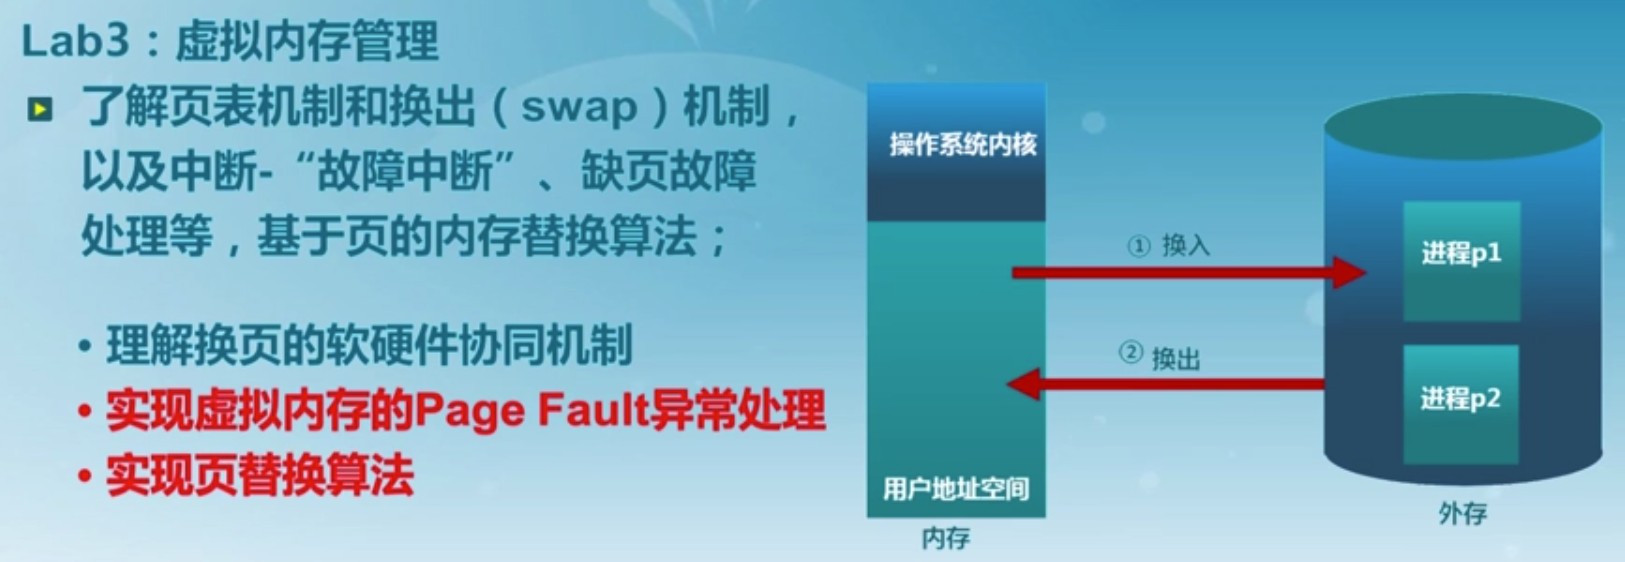 Lab3：虚拟内存管理
了解页表机制和换出（swap）机制，
以及中断-“故障中断”、缺页故障
处理等，基于页的内存替换算法；
• 理解换页的软硬件协同机制
• 实现虚拟内存的Page Fault异常处理
• 实现页替换算法
操作系统内核
用户地址空间
内存
① 换入
② 换出
进程p1
进程p2
外存